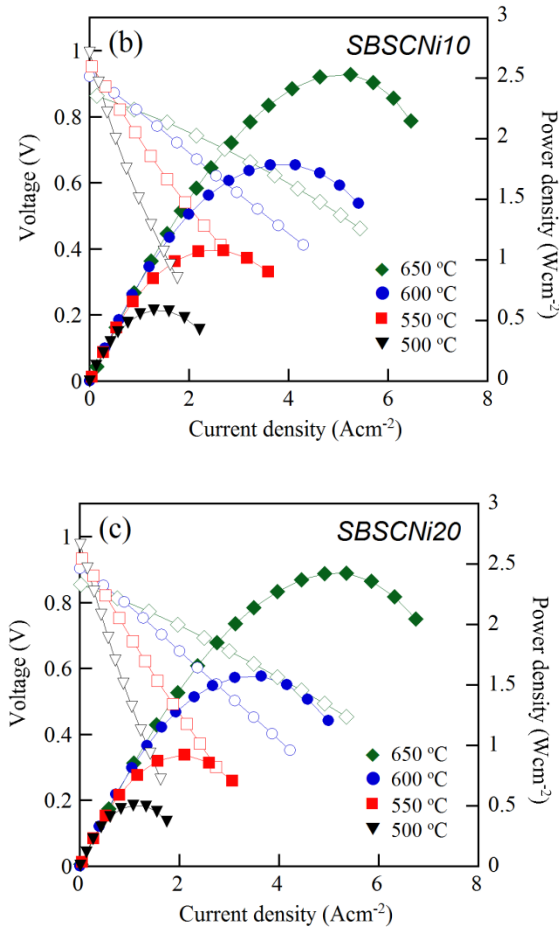 (b) SBSCNi10
3
1
2.5
0.8
2
0.6
1.5
0.4
1
0.2
0.5
0
0
0 2 4 6 8
Voltage (V)
Power density (Wcm-2)
650 oC
600 oC
550 oC
500 oC
Current density (Acm-2)
(c) SBSCNi20
3
1
2.5
0.8
2
0.6
1.5
0.4
1
0.2
0.5
0
0
0 2 4 6 8
Voltage (V)
Power density (Wcm-2)
650 oC
600 oC
550 oC
500 oC
Current density (Acm-2)